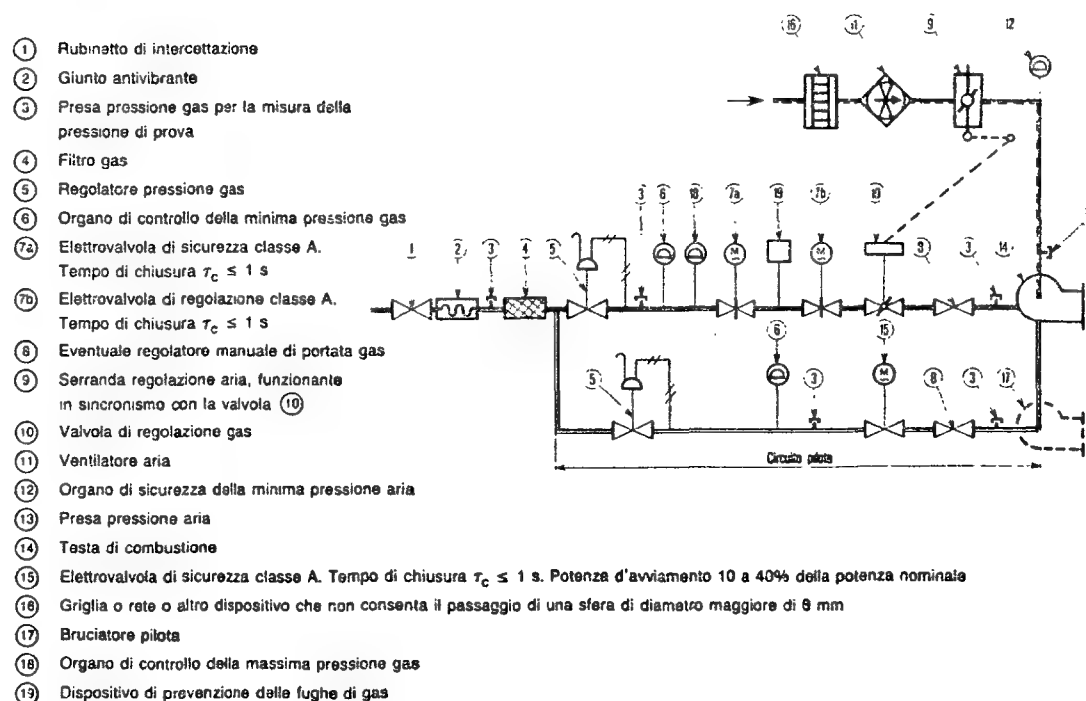 ① Rubinetto di intercettazione
② Giunto antivibrante
③ Presa pressione gas per la misura della
pressione di prova
④ Filtro gas
⑤ Regolatore pressione gas
⑥ Organo di controllo della minima pressione gas
7a Elettrovalvola di sicurezza classe A.
Tempo di chiusura τc ≤ 1 s
7b Elettrovalvola di regolazione classe A.
Tempo di chiusura τc ≤ 1 s
⑧ Eventuale regolatore manuale di portata gas
⑨ Serranda regolazione aria, funzionante
in sincronismo con la valvola ⑩
⑩ Valvola di regolazione gas
⑪ Ventilatore aria
⑫ Organo di sicurezza della minima pressione aria
⑬ Presa pressione aria
⑭ Testa di combustione
⑮ Elettrovalvola di sicurezza classe A. Tempo di chiusura τc ≤ 1 s. Potenza d'avviamento 10 a 40% della potenza nominale
⑯ Griglia o rete o altro dispositivo che non consenta il passaggio di una sfera di diametro maggiore di 8 mm
⑰ Bruciatore pilota
⑱ Organo di controllo della massima pressione gas
⑲ Dispositivo di prevenzione delle fughe di gas
16 11 9 12
3 6 18 7a 19 7b 10
1 2 3 4 5 8 3 14
M M
6 15
5 M 3 8 3 17
Circuito pilota